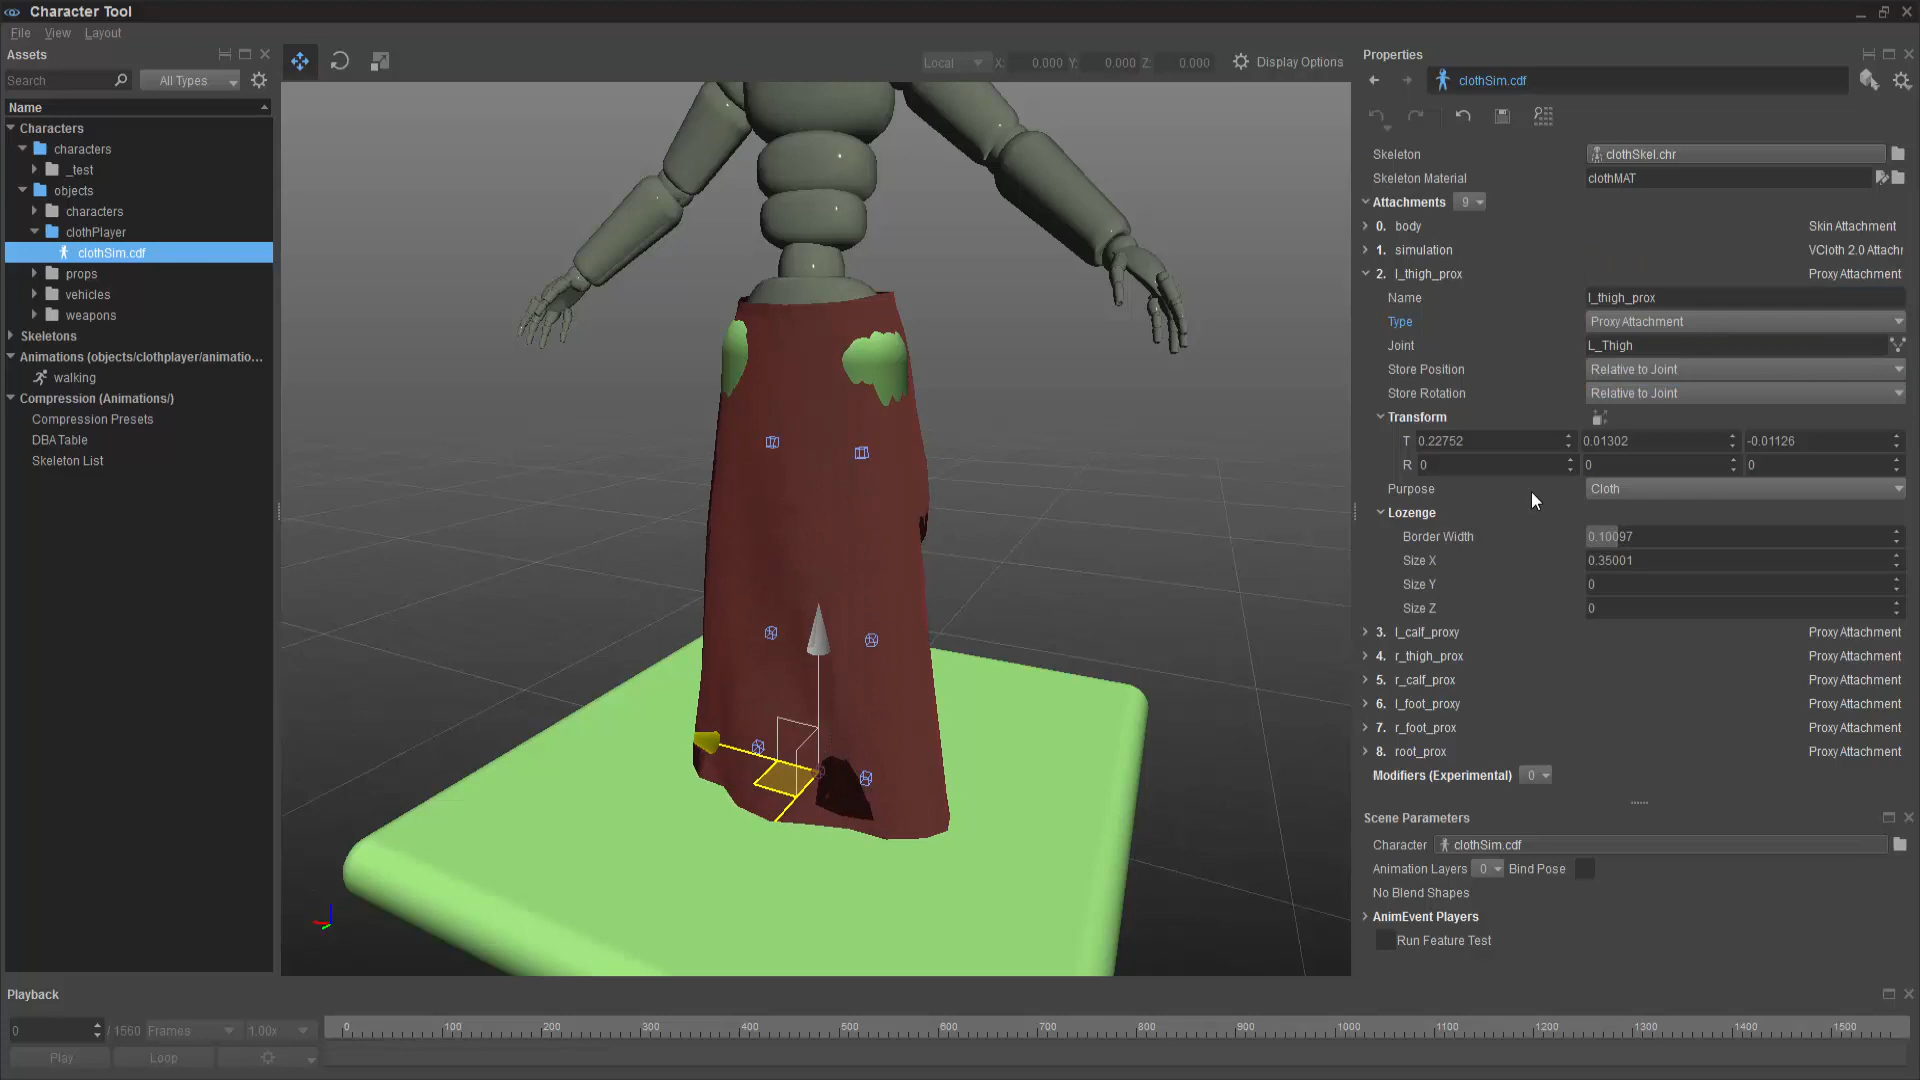 Character Tool
File View Layout
Assets
Search All Types
Name
Characters
characters
_test
objects
characters
clothPlayer
clothSim.cdf
props
vehicles
weapons
Skeletons
Animations (objects/clothplayer/animatio...
walking
Compression (Animations/)
Compression Presets
DBA Table
Skeleton List
Local X: 0.000 Y: 0.000 Z: 0.000 Display Options
Properties
clothSim.cdf
Skeleton clothSkel.chr
Skeleton Material clothMAT
Attachments 9
0. body Skin Attachment
1. simulation VCloth 2.0 Attachr
2. l_thigh_prox Proxy Attachment
Name l_thigh_prox
Type Proxy Attachment
Joint L_Thigh
Store Position Relative to Joint
Store Rotation Relative to Joint
Transform
T 0.22752 0.01302 -0.01126
R 0 0 0
Purpose Cloth
Lozenge
Border Width 0.10097
Size X 0.35001
Size Y 0
Size Z 0
3. l_calf_proxy Proxy Attachment
4. r_thigh_prox Proxy Attachment
5. r_calf_prox Proxy Attachment
6. l_foot_proxy Proxy Attachment
7. r_foot_prox Proxy Attachment
8. root_prox Proxy Attachment
Modifiers (Experimental) 0
Scene Parameters
Character clothSim.cdf
Animation Layers 0 Bind Pose
No Blend Shapes
AnimEvent Players
Run Feature Test
Playback
0 / 1560 Frames 1.00x
0 100 200 300 400 500 600 700 800 900 1000 1100 1200 1300 1400 1500
Play Loop